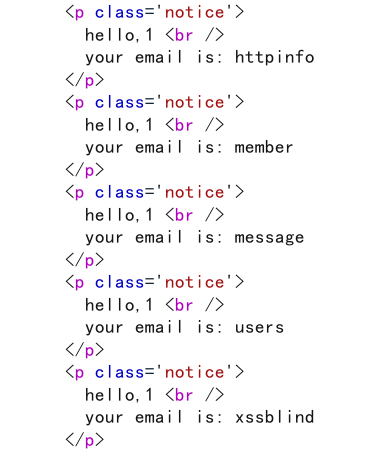 <p class='notice'>
hello,1 <br />
your email is: httpinfo
</p>
<p class='notice'>
hello,1 <br />
your email is: member
</p>
<p class='notice'>
hello,1 <br />
your email is: message
</p>
<p class='notice'>
hello,1 <br />
your email is: users
</p>
<p class='notice'>
hello,1 <br />
your email is: xssblind
</p>